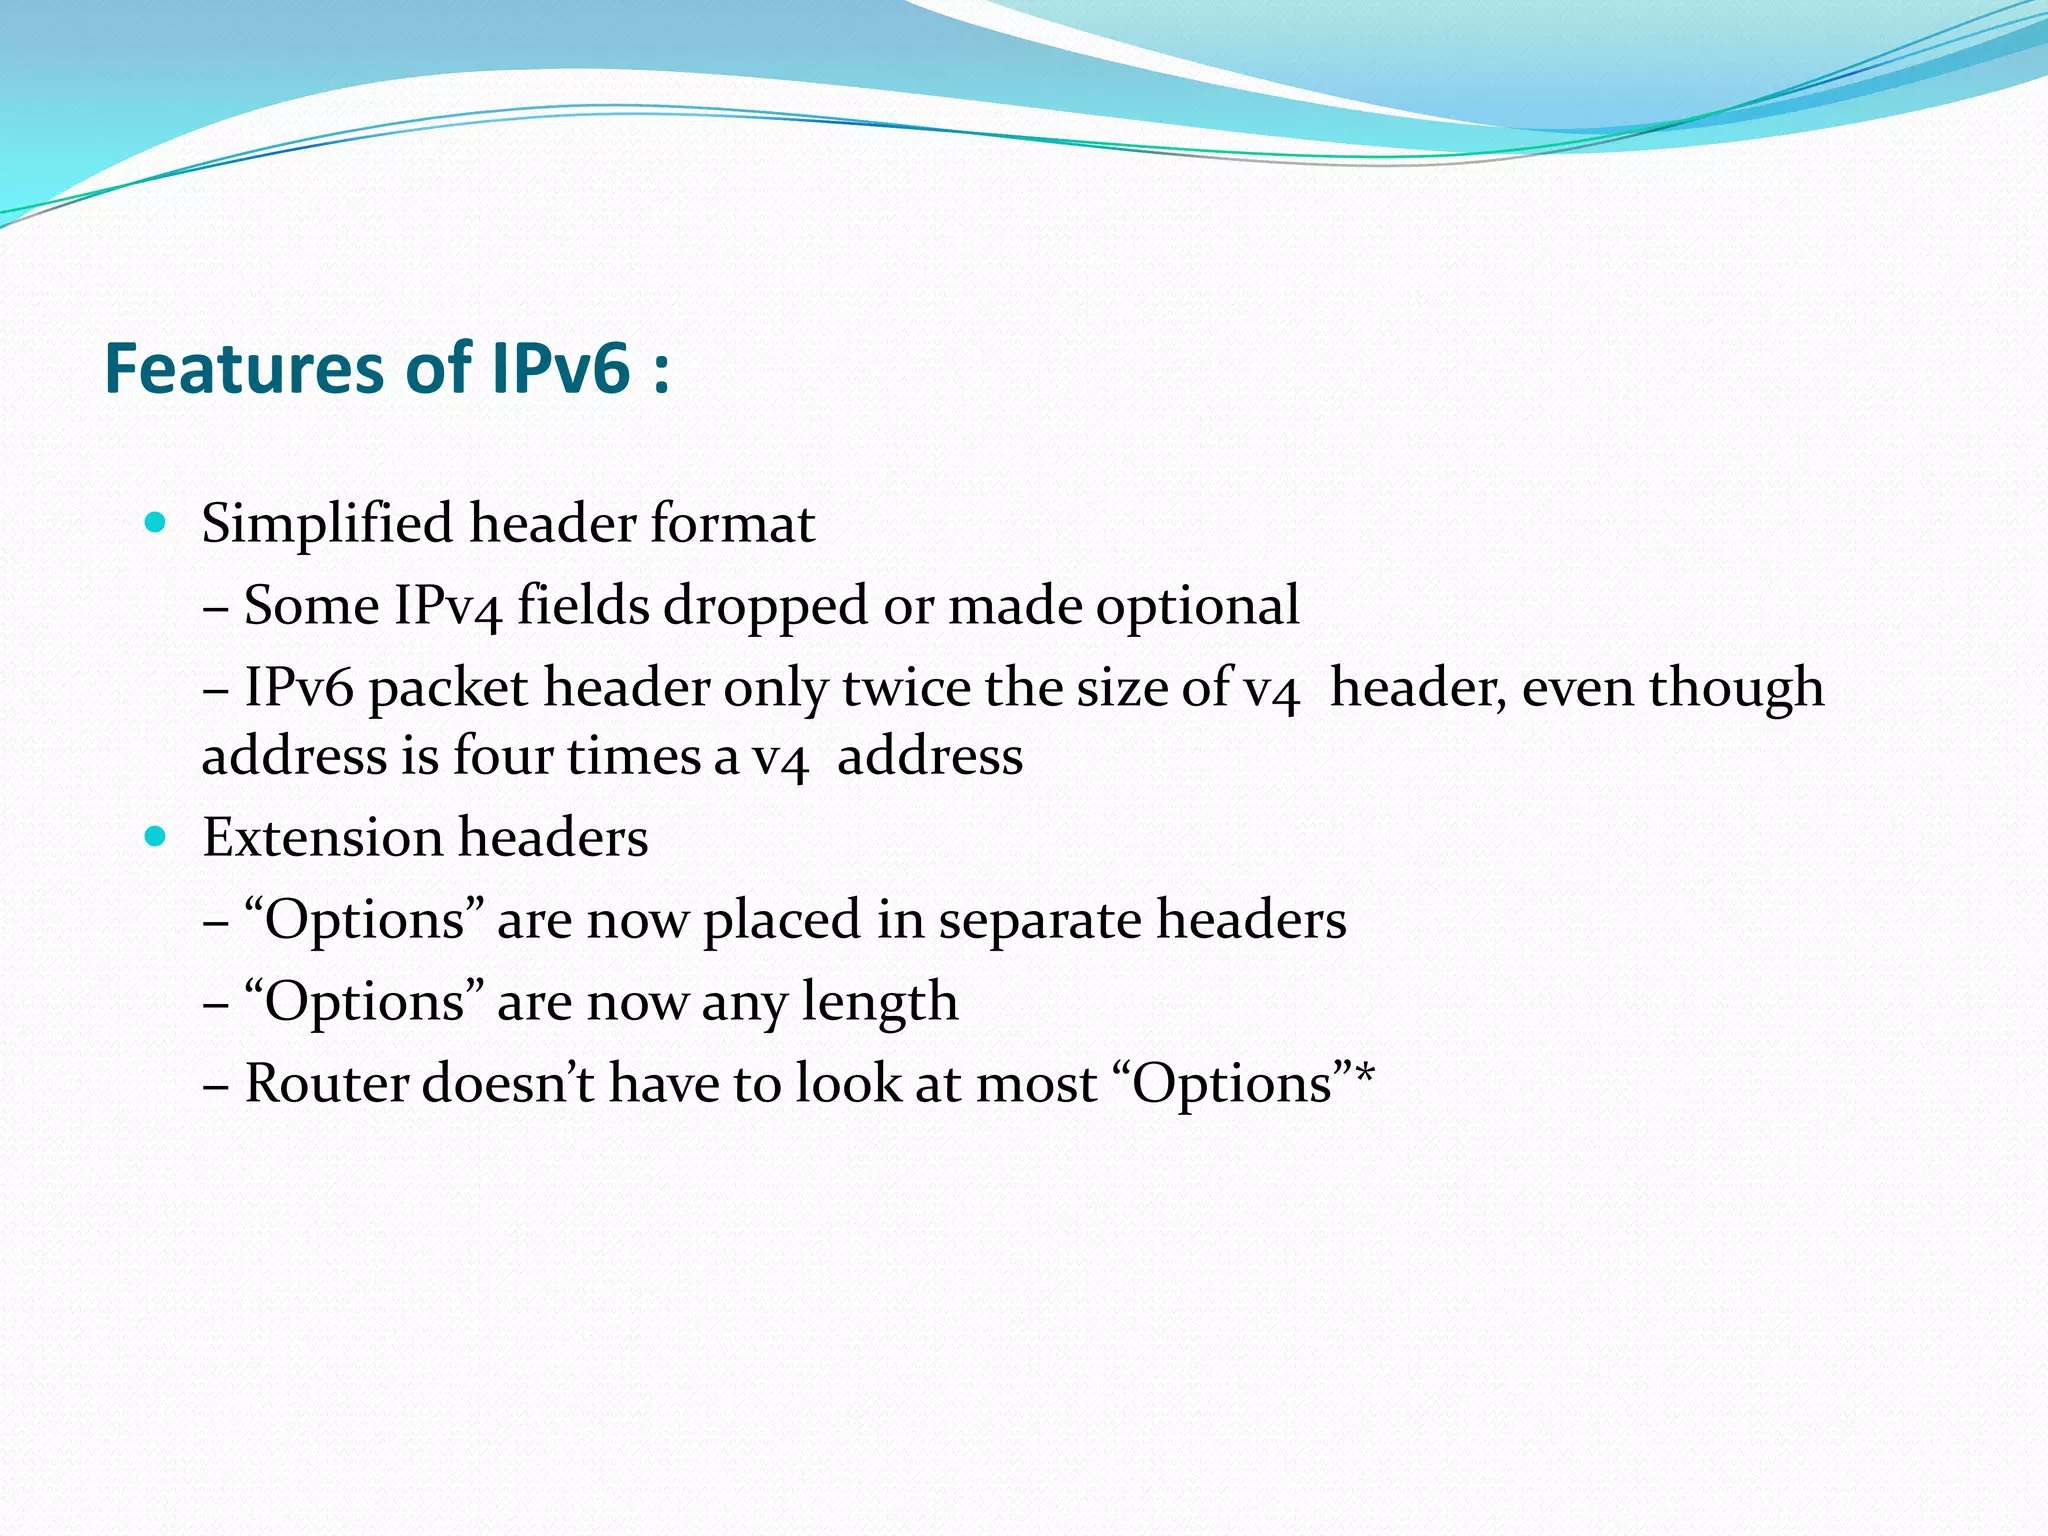 Features of IPv6 :
• Simplified header format
– Some IPv4 fields dropped or made optional
– IPv6 packet header only twice the size of v4  header, even though
address is four times a v4  address
• Extension headers
– “Options” are now placed in separate headers
– “Options” are now any length
– Router doesn’t have to look at most “Options”*